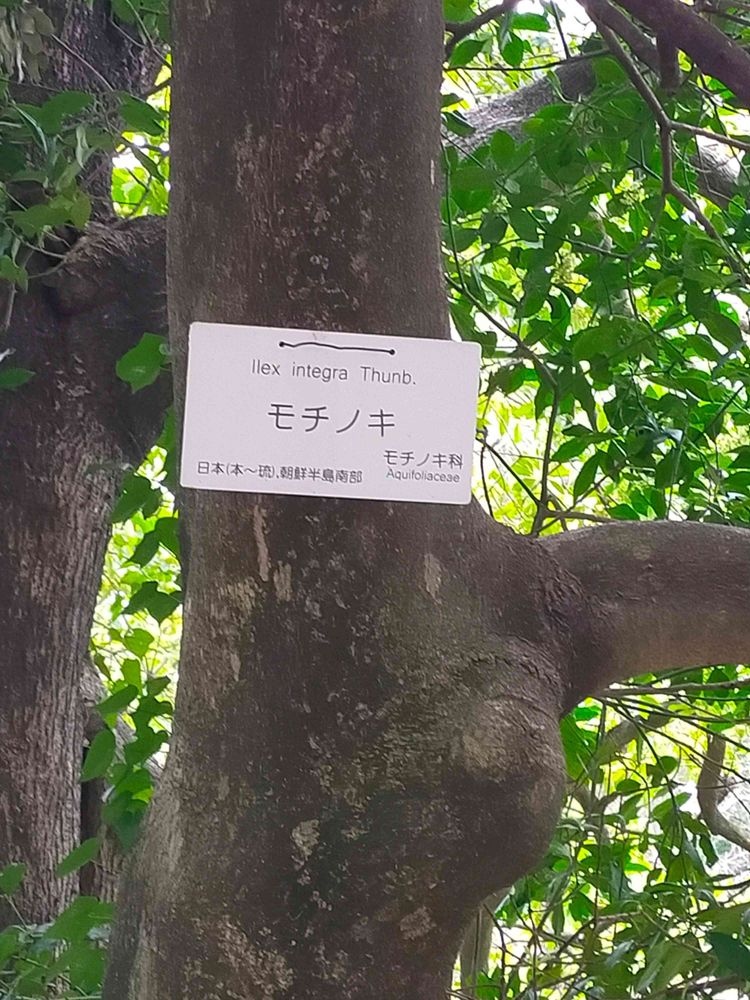 Ilex integra Thunb.
モチノキ
モチノキ科
Aquifoliaceae
日本(本〜琉),朝鮮半島南部